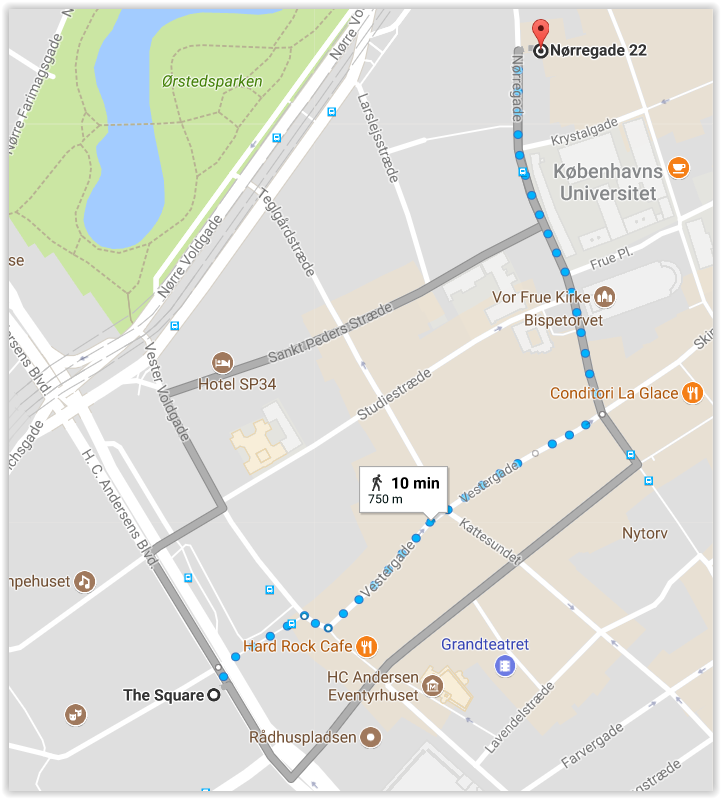 Nørregade 22
Nørre Vo
Ørstedsparken
Nørre Farimagsgade
Nørregade
Larslejsstræde
Krystalgade
Københavns
Universitet
Teglgårdstræde
Nørre Voldgade
Frue Pl.
se
Vor Frue Kirke
Bispetorvet
Sankt Peders Stræde
ersens Blvd
Vester Voldgade
Hotel SP34
Studiestræde
Skin
Conditori La Glace
chsgade
H. C. Andersens Blvd
10 min
750 m
Vestergade
Kattesundet
Nytorv
Vestergade
mpehuset
Hard Rock Cafe
Grandteatret
HC Andersen
Eventyrhuset
The Square
Lavendelstræde
Rådhuspladsen
Farvergade
ngstræde